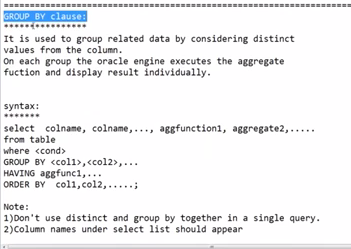 GROUP BY clause:
*****************
It is used to group related data by considering distinct
values from the column.
On each group the oracle engine executes the aggregate
fuction and display result individually.
syntax:
*******
select colname, colname,..., aggfunction1, aggregate2,.....
from table
where <cond>
GROUP BY <col1>,<col2>,...
HAVING aggfunc1,...
ORDER BY col1,col2,.....;
Note:
1)Don't use distinct and group by together in a single query.
2)Column names under select list should appear